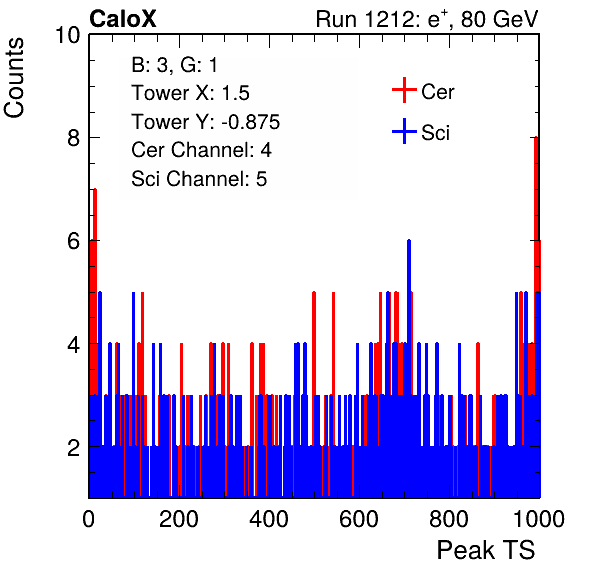 CaloX Run 1212: e⁺, 80 GeV
Counts
10
8
6
4
2
B: 3, G: 1
Tower X: 1.5
Tower Y: -0.875
Cer Channel: 4
Sci Channel: 5
Cer
Sci
0 200 400 600 800 1000
Peak TS